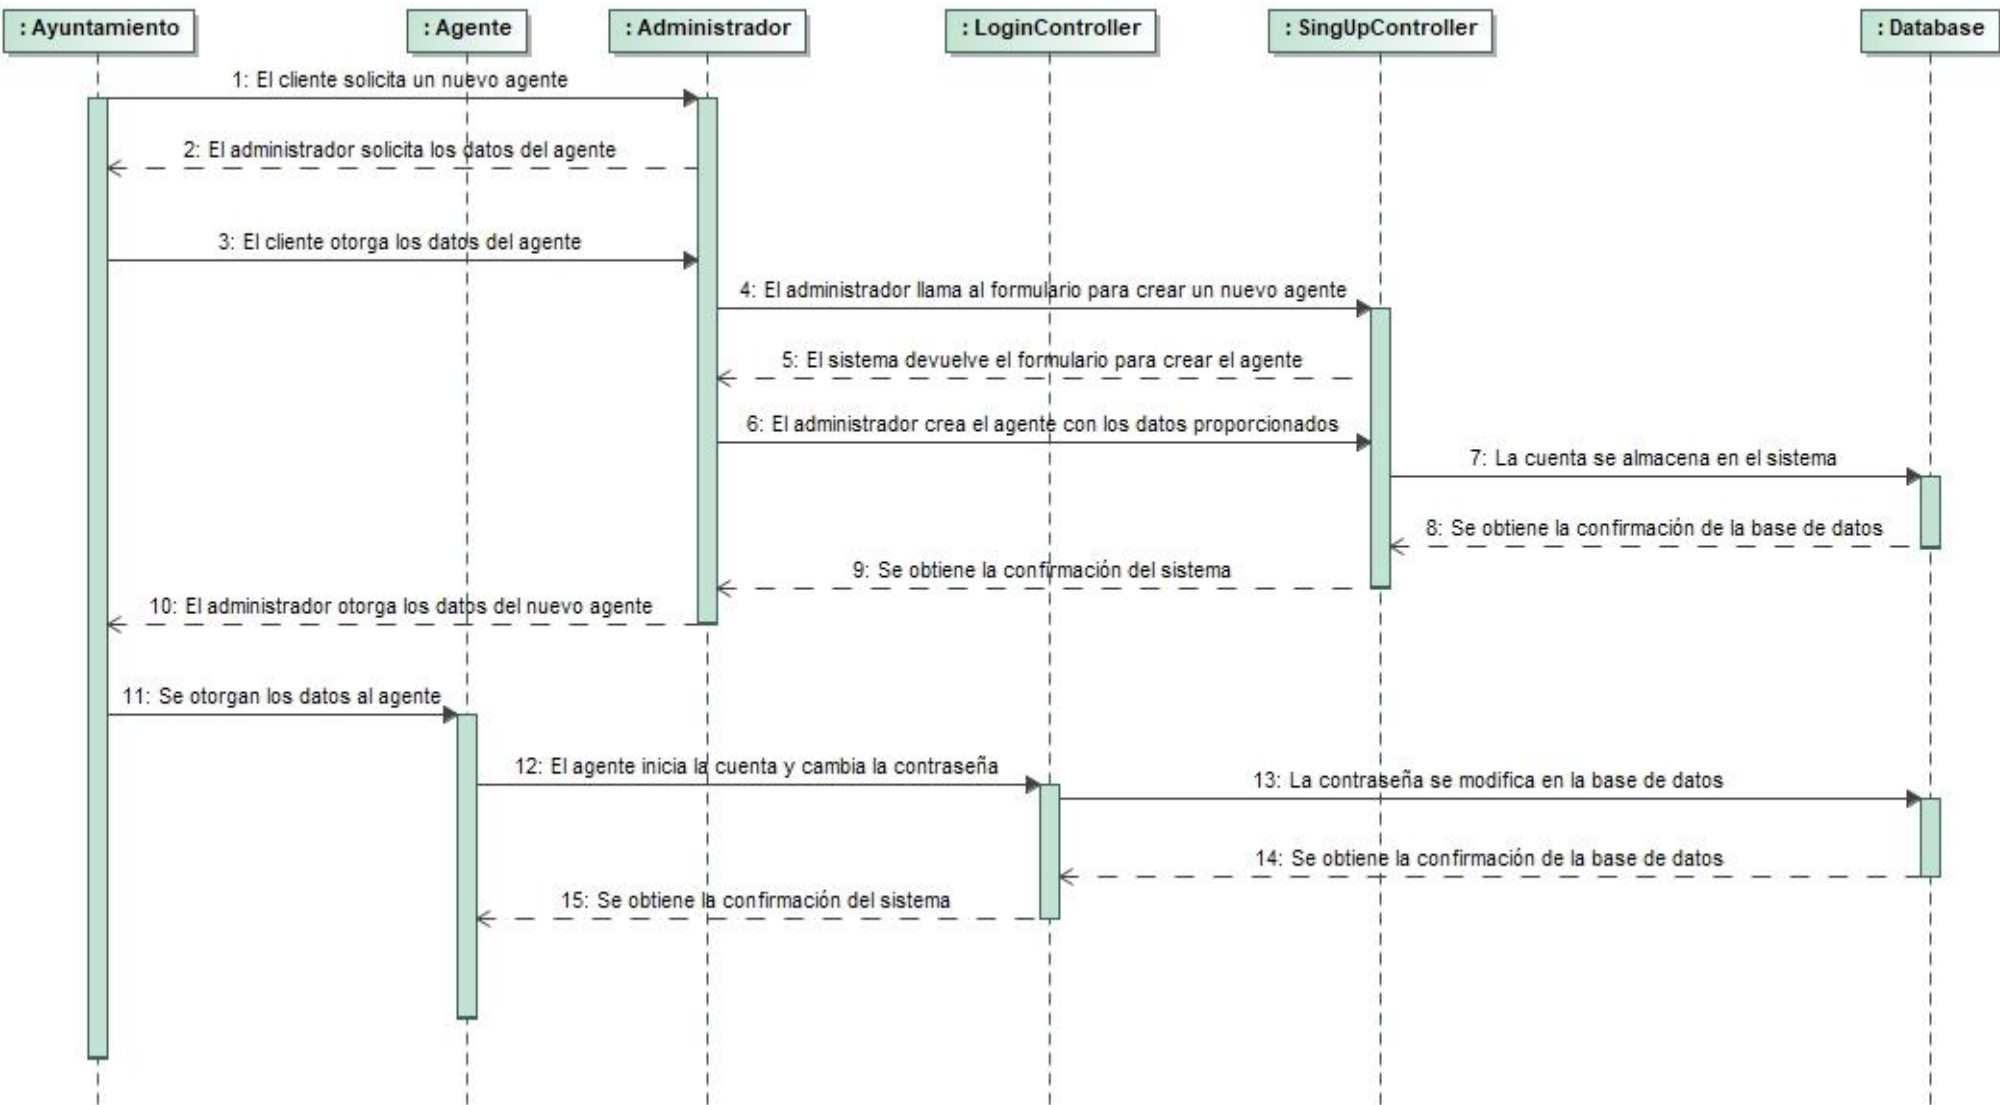 : Ayuntamiento
: Agente
: Administrador
: LoginController
: SingUpController
: Database
1: El cliente solicita un nuevo agente
2: El administrador solicita los datos del agente
3: El cliente otorga los datos del agente
4: El administrador llama al formulario para crear un nuevo agente
5: El sistema devuelve el formulario para crear el agente
6: El administrador crea el agente con los datos proporcionados
7: La cuenta se almacena en el sistema
8: Se obtiene la confirmación de la base de datos
9: Se obtiene la confirmación del sistema
10: El administrador otorga los datos del nuevo agente
11: Se otorgan los datos al agente
12: El agente inicia la cuenta y cambia la contraseña
13: La contraseña se modifica en la base de datos
14: Se obtiene la confirmación de la base de datos
15: Se obtiene la confirmación del sistema